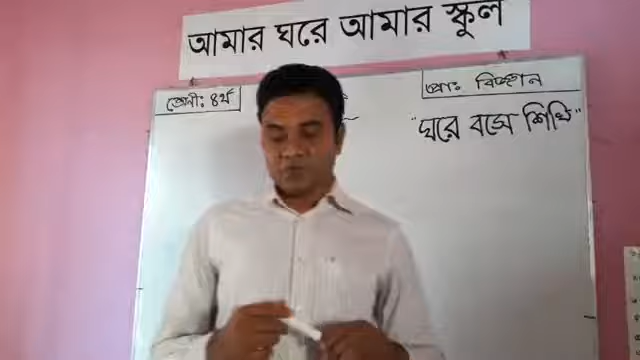 আমার ঘরে আমার স্কুল
শ্রেণী: ৪র্থ
প্রা: বিজ্ঞান
"ঘরে বসে শিখি"